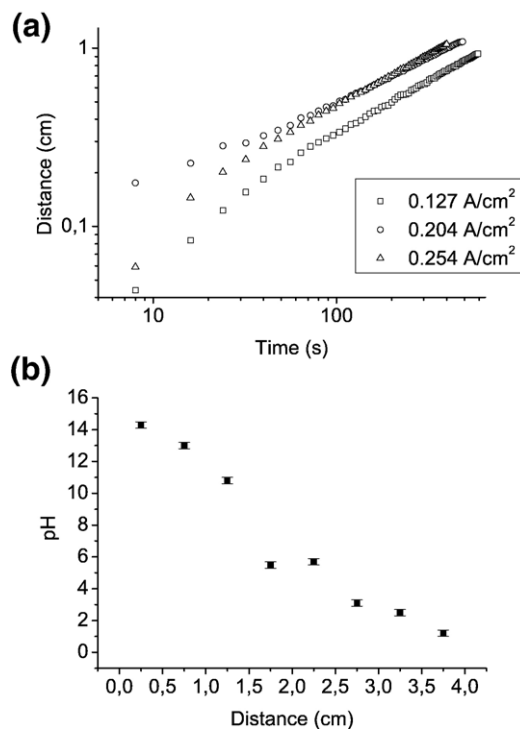 (a)
1
0,1
Distance (cm)
10
100
Time (s)
0.127 A/cm²
0.204 A/cm²
0.254 A/cm²
(b)
16
14
12
10
8
6
4
2
0
pH
0,0 0,5 1,0 1,5 2,0 2,5 3,0 3,5 4,0
Distance (cm)